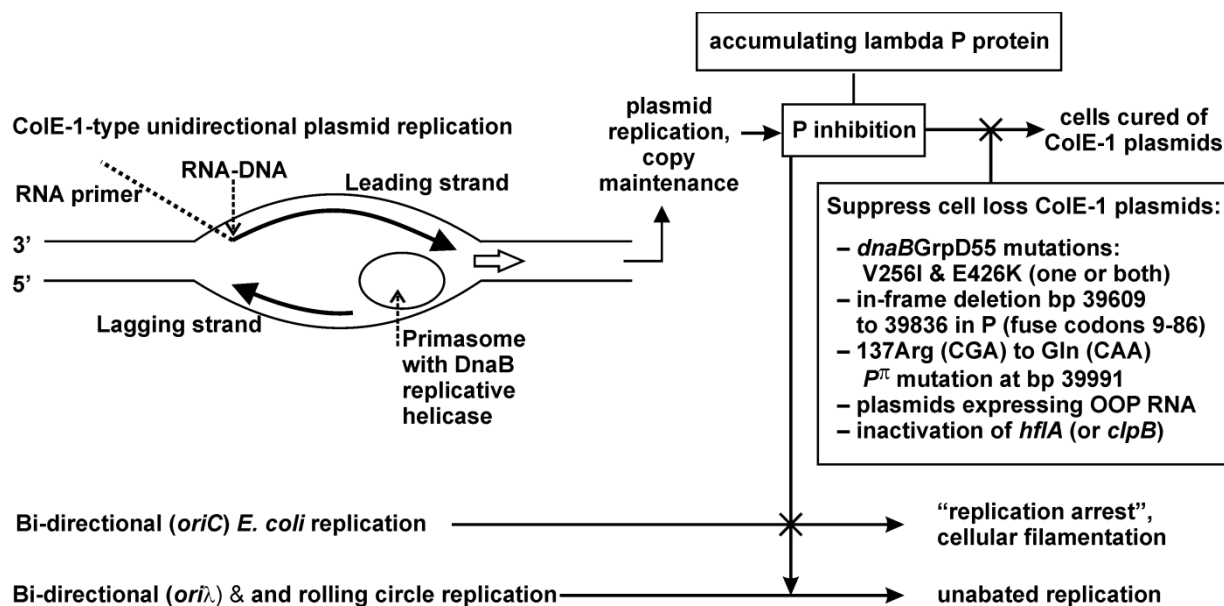 accumulating lambda P protein
ColE-1-type unidirectional plasmid replication
RNA-DNA
RNA primer
Leading strand
3’
5’
Lagging strand
Primasome
with DnaB
replicative
helicase
plasmid
replication,
copy
maintenance
P inhibition
cells cured of
ColE-1 plasmids
Suppress cell loss ColE-1 plasmids:
– dnaBGrpD55 mutations:
V256I & E426K (one or both)
– in-frame deletion bp 39609
to 39836 in P (fuse codons 9-86)
– 137Arg (CGA) to Gln (CAA)
Pπ mutation at bp 39991
– plasmids expressing OOP RNA
– inactivation of hflA (or clpB)
Bi-directional (oriC) E. coli replication
“replication arrest”,
cellular filamentation
Bi-directional (oriλ) & and rolling circle replication
unabated replication